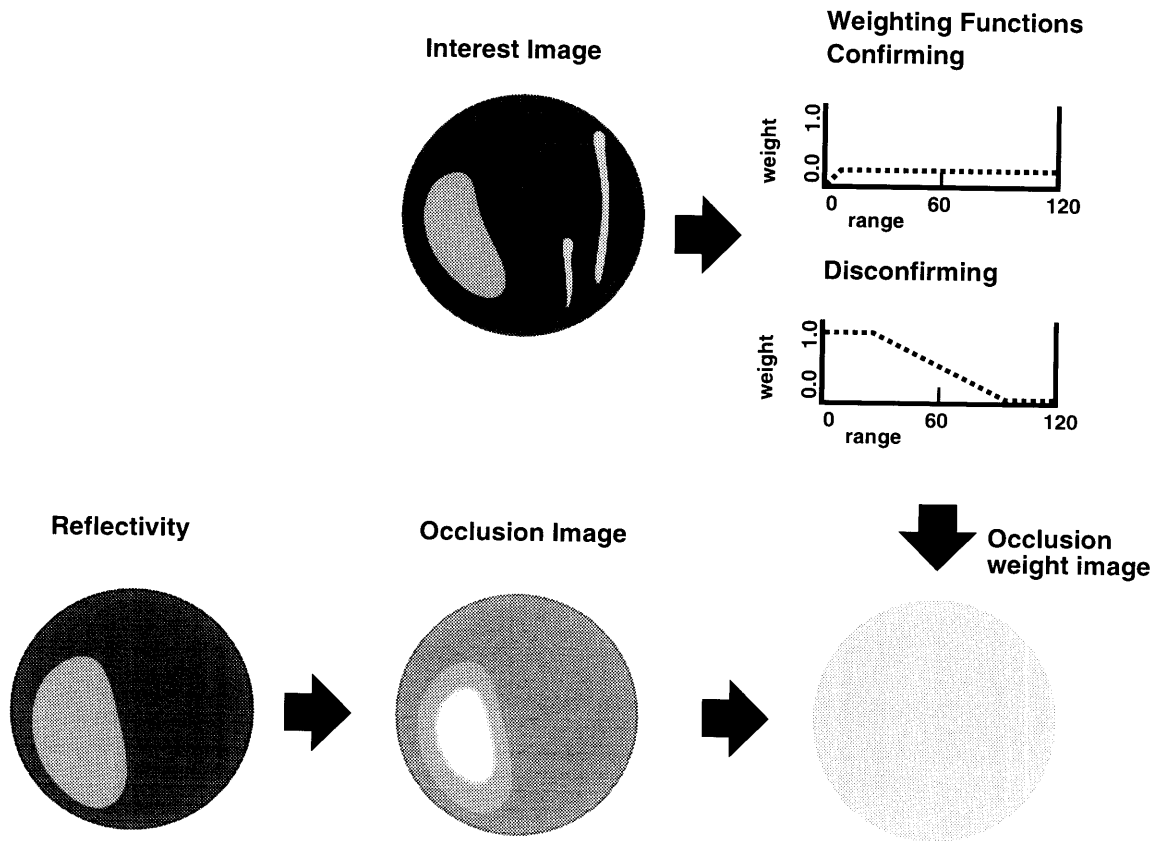 Interest Image
Weighting Functions
Confirming
weight
1.0
0.0
0
60
120
range
Disconfirming
weight
1.0
0.0
0
60
120
range
Reflectivity
Occlusion Image
Occlusion
weight image